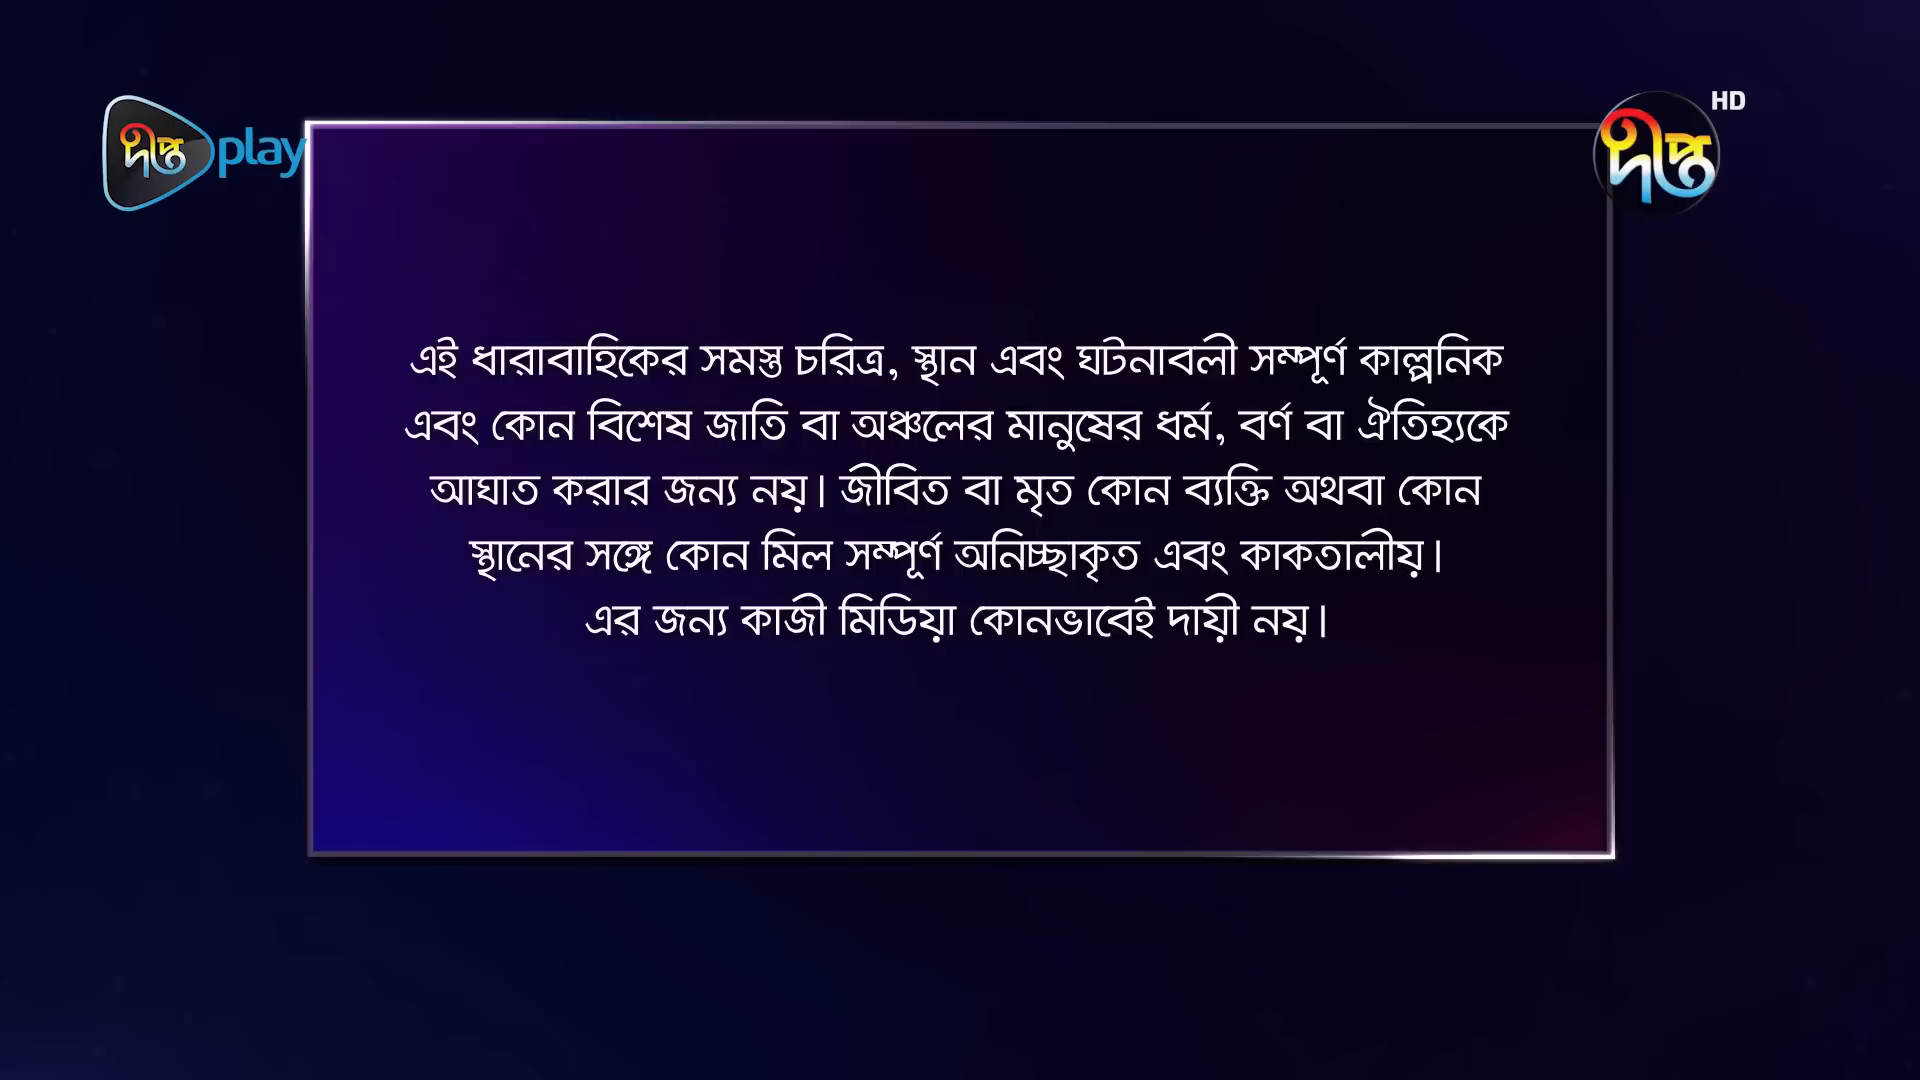 দীপ্ত play
HD
দীপ্ত
এই ধারাবাহিকের সমস্ত চরিত্র, স্থান এবং ঘটনাবলী সম্পূর্ণ কাল্পনিক
এবং কোন বিশেষ জাতি বা অঞ্চলের মানুষের ধর্ম, বর্ণ বা ঐতিহ্যকে
আঘাত করার জন্য নয়। জীবিত বা মৃত কোন ব্যক্তি অথবা কোন
স্থানের সঙ্গে কোন মিল সম্পূর্ণ অনিচ্ছাকৃত এবং কাকতালীয়।
এর জন্য কাজী মিডিয়া কোনভাবেই দায়ী নয়।